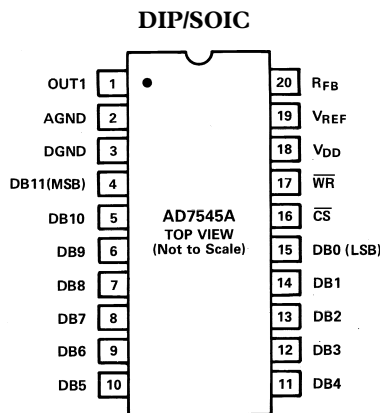 DIP/SOIC
OUT1 1
AGND 2
DGND 3
DB11(MSB) 4
DB10 5
DB9 6
DB8 7
DB7 8
DB6 9
DB5 10
AD7545A
TOP VIEW
(Not to Scale)
20 RFB
19 VREF
18 VDD
17 W̅R̅
16 C̅S̅
15 DB0 (LSB)
14 DB1
13 DB2
12 DB3
11 DB4